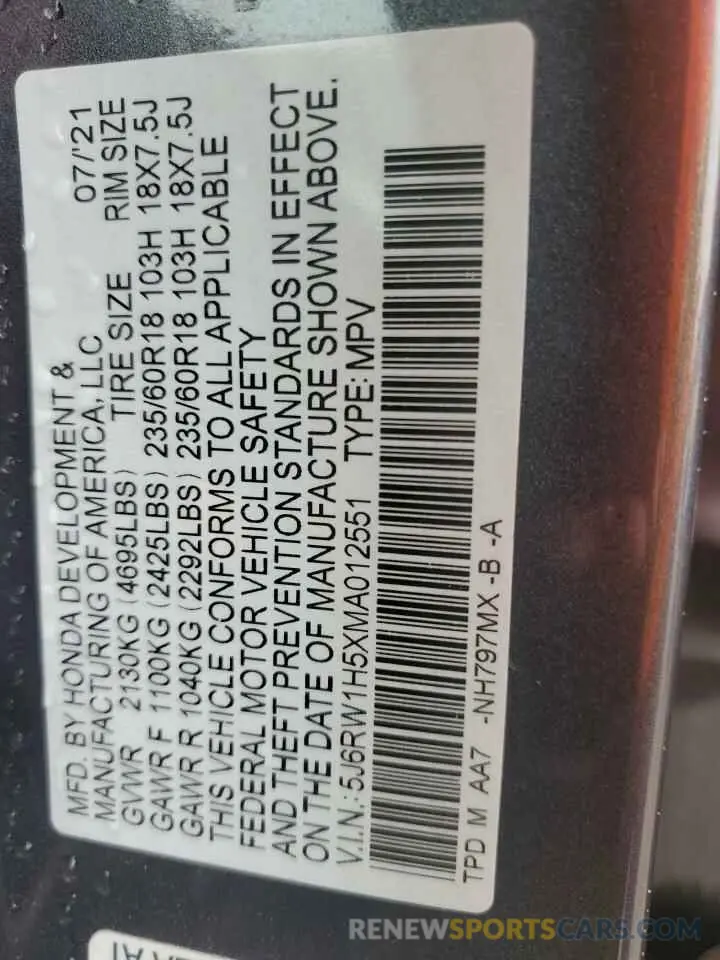 MFD. BY HONDA DEVELOPMENT &
MANUFACTURING OF AMERICA, LLC 07/'21
GVWR 2130KG (4695LBS) TIRE SIZE RIM SIZE
GAWR F 1100KG (2425LBS) 235/60R18 103H 18X7.5J
GAWR R 1040KG (2292LBS) 235/60R18 103H 18X7.5J
THIS VEHICLE CONFORMS TO ALL APPLICABLE
FEDERAL MOTOR VEHICLE SAFETY
AND THEFT PREVENTION STANDARDS IN EFFECT
ON THE DATE OF MANUFACTURE SHOWN ABOVE.
V.I.N.: 5J6RW1H5XMA012551 TYPE: MPV
TPD M AA7 -NH797MX -B -A
RENEWSPORTSCARS.COM